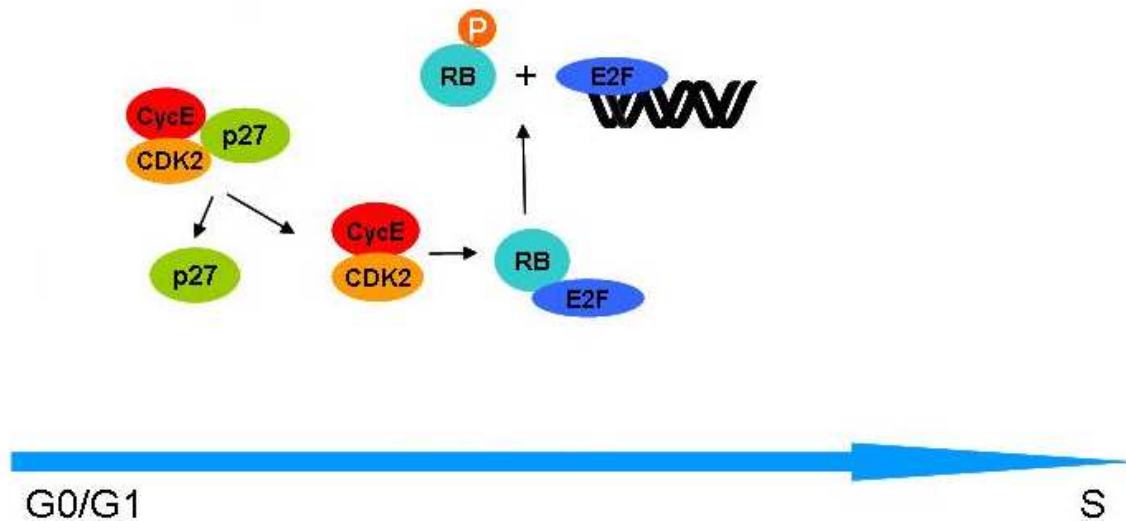 P
RB + E2F
CycE
p27
CDK2
CycE
RB
p27
CDK2
E2F
G0/G1 S